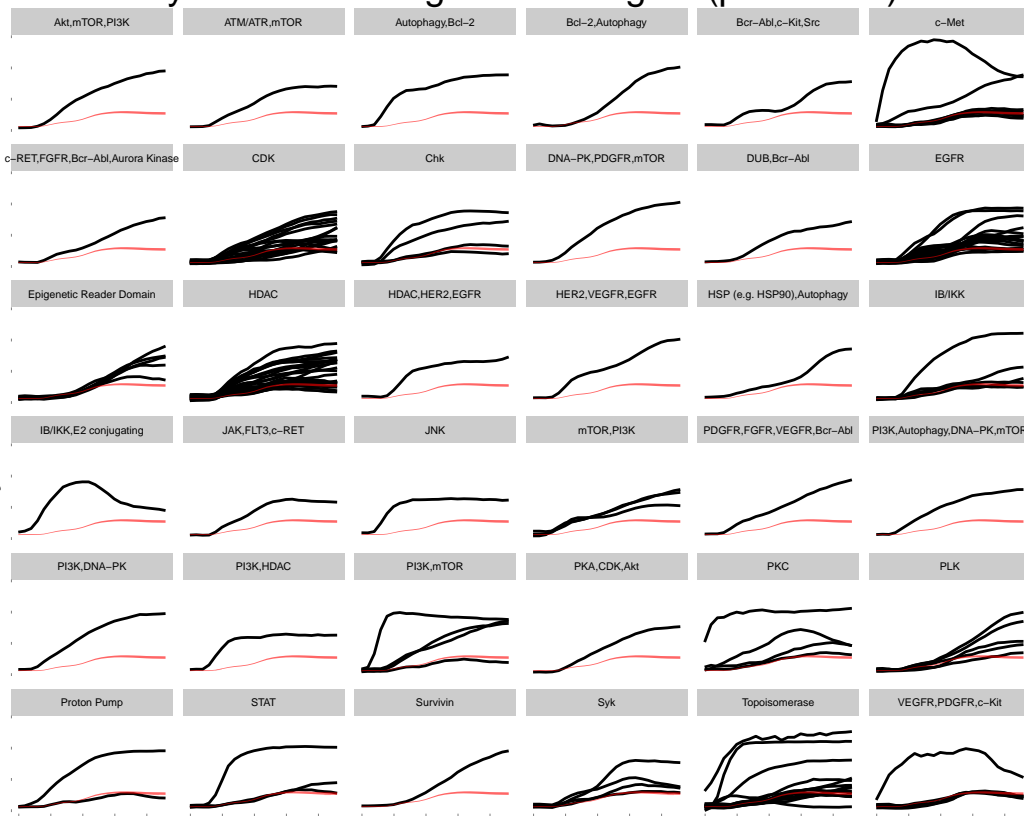 Akt,mTOR,PI3K
ATM/ATR,mTOR
Autophagy,Bcl−2
Bcl−2,Autophagy
Bcr−Abl,c−Kit,Src
c−Met
c−RET,FGFR,Bcr−Abl,Aurora Kinase
CDK
Chk
DNA−PK,PDGFR,mTOR
DUB,Bcr−Abl
EGFR
Epigenetic Reader Domain
HDAC
HDAC,HER2,EGFR
HER2,VEGFR,EGFR
HSP (e.g. HSP90),Autophagy
IB/IKK
IB/IKK,E2 conjugating
JAK,FLT3,c−RET
JNK
mTOR,PI3K
PDGFR,FGFR,VEGFR,Bcr−Abl
PI3K,Autophagy,DNA−PK,mTOR
PI3K,DNA−PK
PI3K,HDAC
PI3K,mTOR
PKA,CDK,Akt
PKC
PLK
Proton Pump
STAT
Survivin
Syk
Topoisomerase
VEGFR,PDGFR,c−Kit